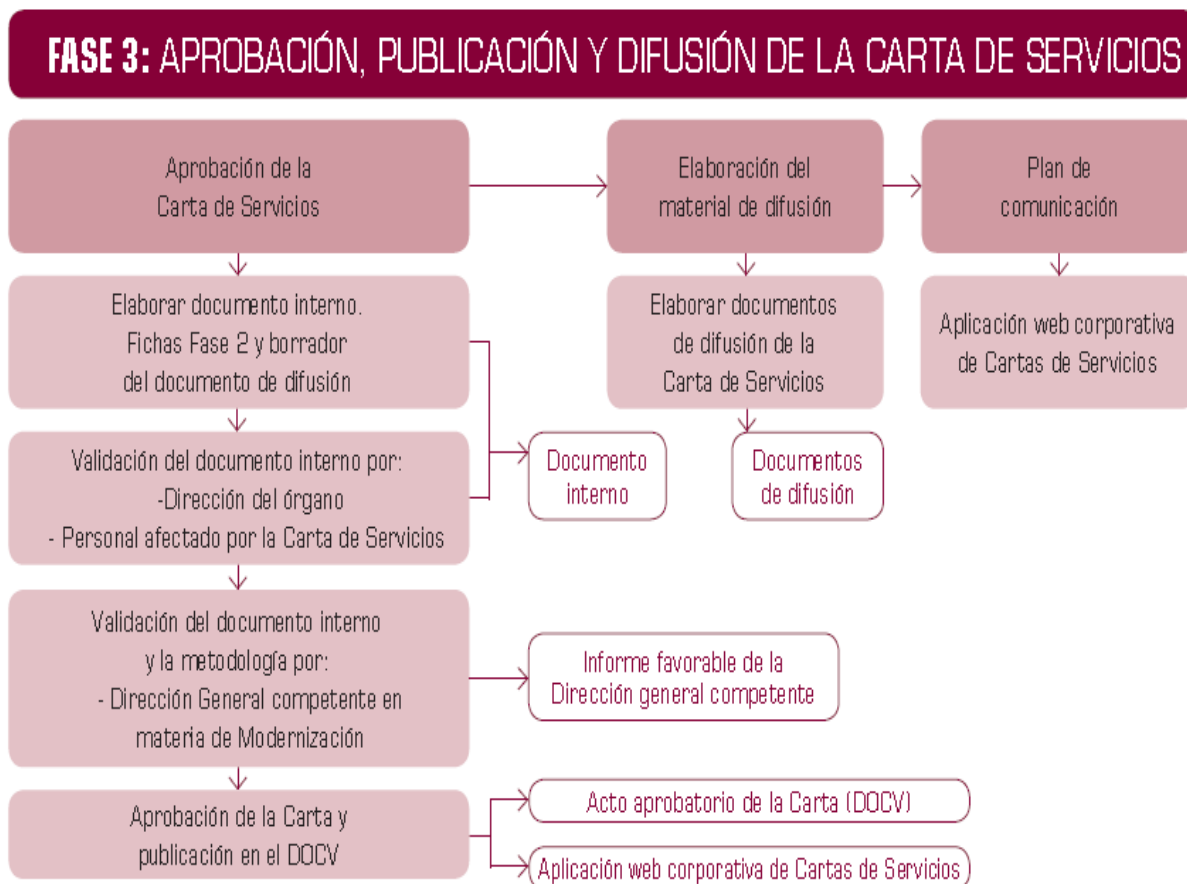 FASE 3: APROBACIÓN, PUBLICACIÓN Y DIFUSIÓN DE LA CARTA DE SERVICIOS
Aprobación de la
Carta de Servicios
Elaboración del
material de difusión
Plan de
comunicación
Elaborar documento interno.
Fichas Fase 2 y borrador
del documento de difusión
Elaborar documentos
de difusión de la
Carta de Servicios
Aplicación web corporativa
de Cartas de Servicios
Validación del documento interno por:
-Dirección del órgano
- Personal afectado por la Carta de Servicios
Documento
interno
Documentos
de difusión
Validación del documento interno
y la metodología por:
- Dirección General competente en
materia de Modernización
Informe favorable de la
Dirección general competente
Aprobación de la Carta y
publicación en el DOCV
Acto aprobatorio de la Carta (DOCV)
Aplicación web corporativa de Cartas de Servicios